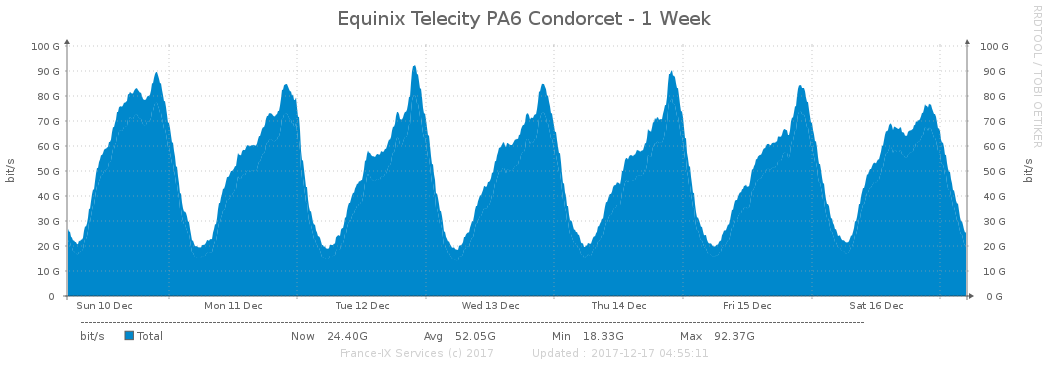 Equinix Telecity PA6 Condorcet - 1 Week
RRDTOOL / TOBI OETIKER
bit/s
100 G
90 G
80 G
70 G
60 G
50 G
40 G
30 G
20 G
10 G
0
100 G
90 G
80 G
70 G
60 G
50 G
40 G
30 G
20 G
10 G
0 G
bit/s
Sun 10 Dec Mon 11 Dec Tue 12 Dec Wed 13 Dec Thu 14 Dec Fri 15 Dec Sat 16 Dec
bit/s Total Now 24.40G Avg 52.05G Min 18.33G Max 92.37G
France-IX Services (c) 2017 Updated : 2017-12-17 04:55:11